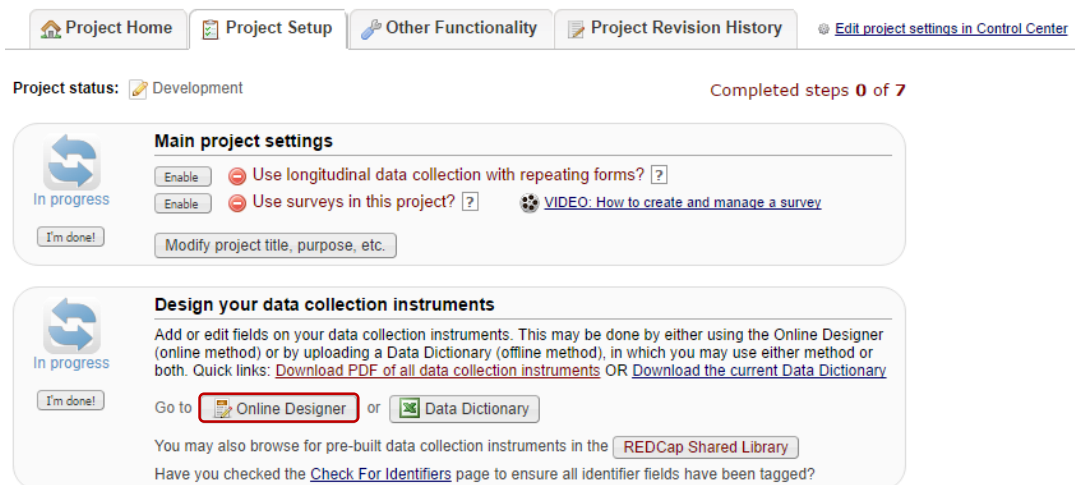 Project Home Project Setup Other Functionality Project Revision History Edit project settings in Control Center
Project status: Development Completed steps 0 of 7
Main project settings
Enable Use longitudinal data collection with repeating forms? ?
In progress
Enable Use surveys in this project? ? VIDEO: How to create and manage a survey
I'm done!
Modify project title, purpose, etc.
Design your data collection instruments
Add or edit fields on your data collection instruments. This may be done by either using the Online Designer
(online method) or by uploading a Data Dictionary (offline method), in which you may use either method or
In progress
both. Quick links: Download PDF of all data collection instruments OR Download the current Data Dictionary
I'm done!
Go to Online Designer or Data Dictionary
You may also browse for pre-built data collection instruments in the REDCap Shared Library
Have you checked the Check For Identifiers page to ensure all identifier fields have been tagged?